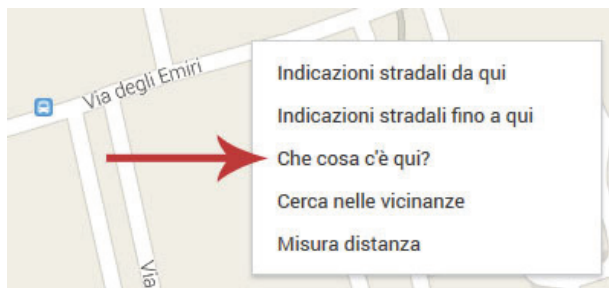 Via degli Emiri
Indicazioni stradali da qui
Indicazioni stradali fino a qui
Che cosa c'è qui?
Cerca nelle vicinanze
Misura distanza
Via